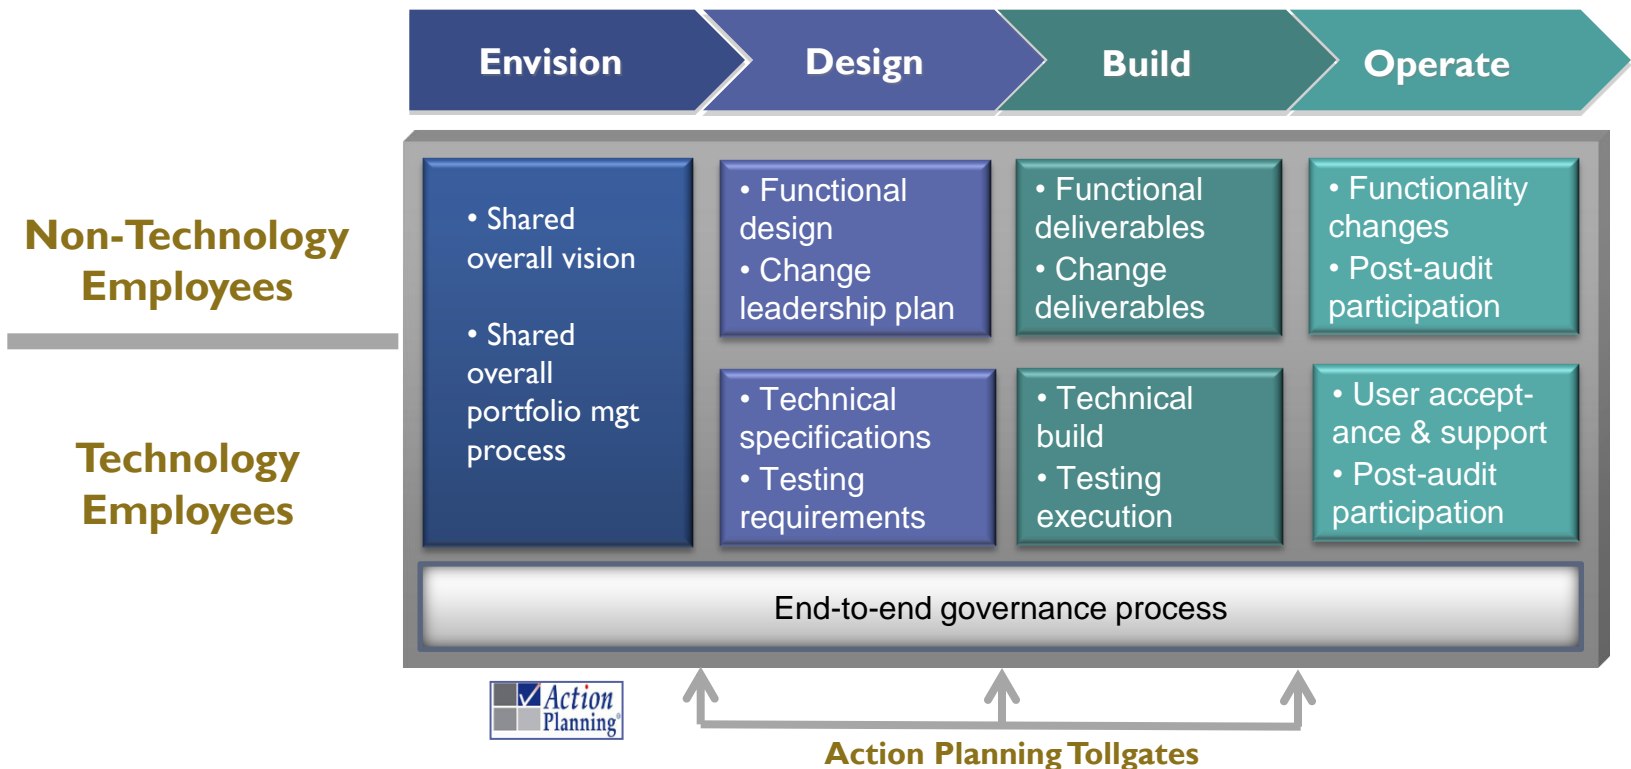 Envision
Design
Build
Operate
Non-Technology
Employees
Technology
Employees
• Shared
overall vision
• Shared
overall
portfolio mgt
process
• Functional
design
• Change
leadership plan
• Functional
deliverables
• Change
deliverables
• Functionality
changes
• Post-audit
participation
• Technical
specifications
• Testing
requirements
• Technical
build
• Testing
execution
• User accept-
ance & support
• Post-audit
participation
End-to-end governance process
Action
Planning®
Action Planning Tollgates